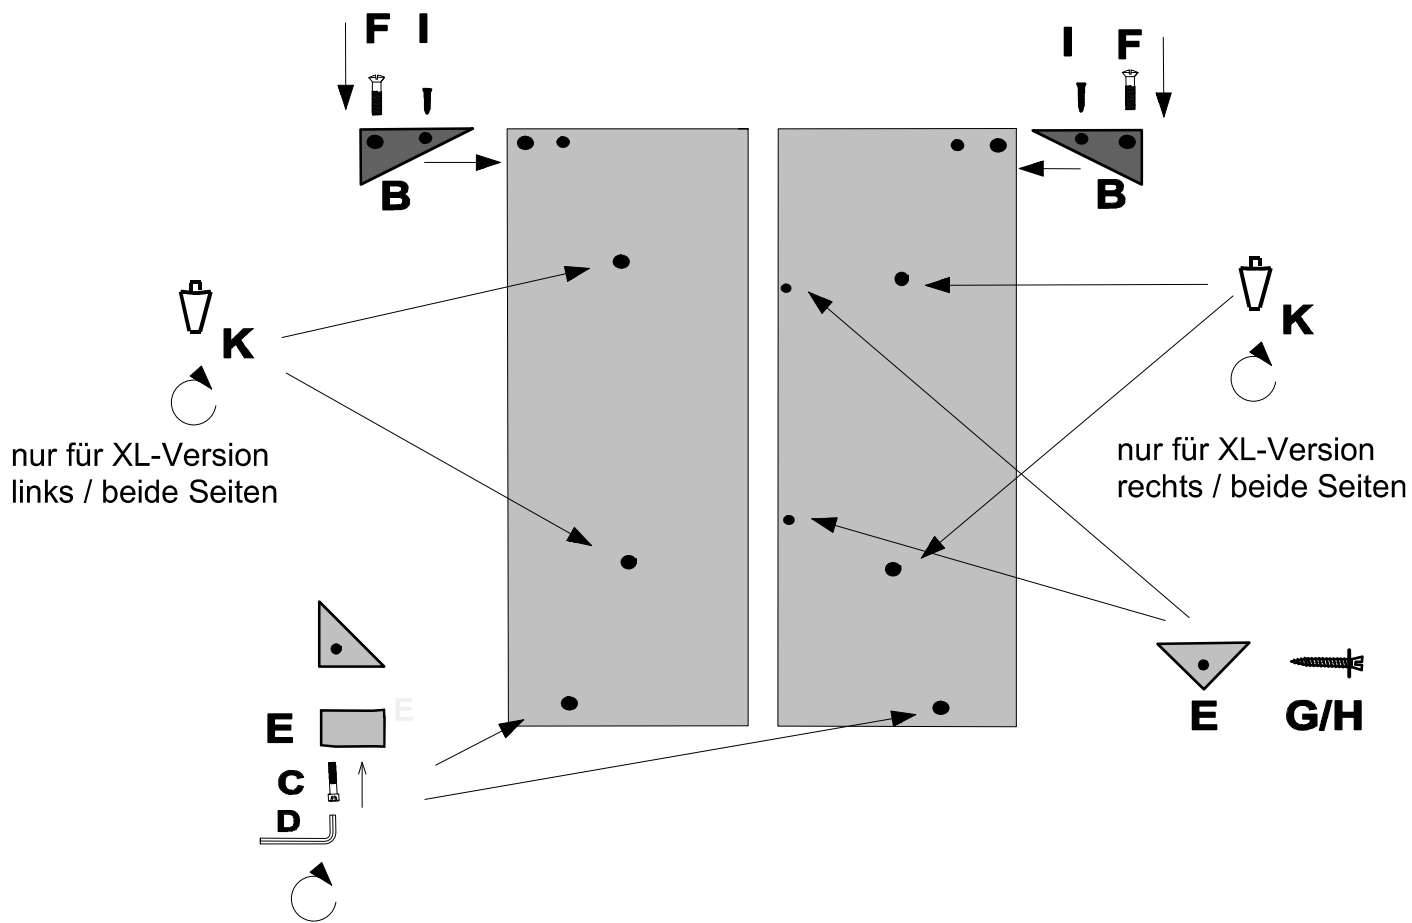 F I
I F
B
B
K
K
nur für XL-Version
links / beide Seiten
nur für XL-Version
rechts / beide Seiten
E
E
C
D
E
G/H